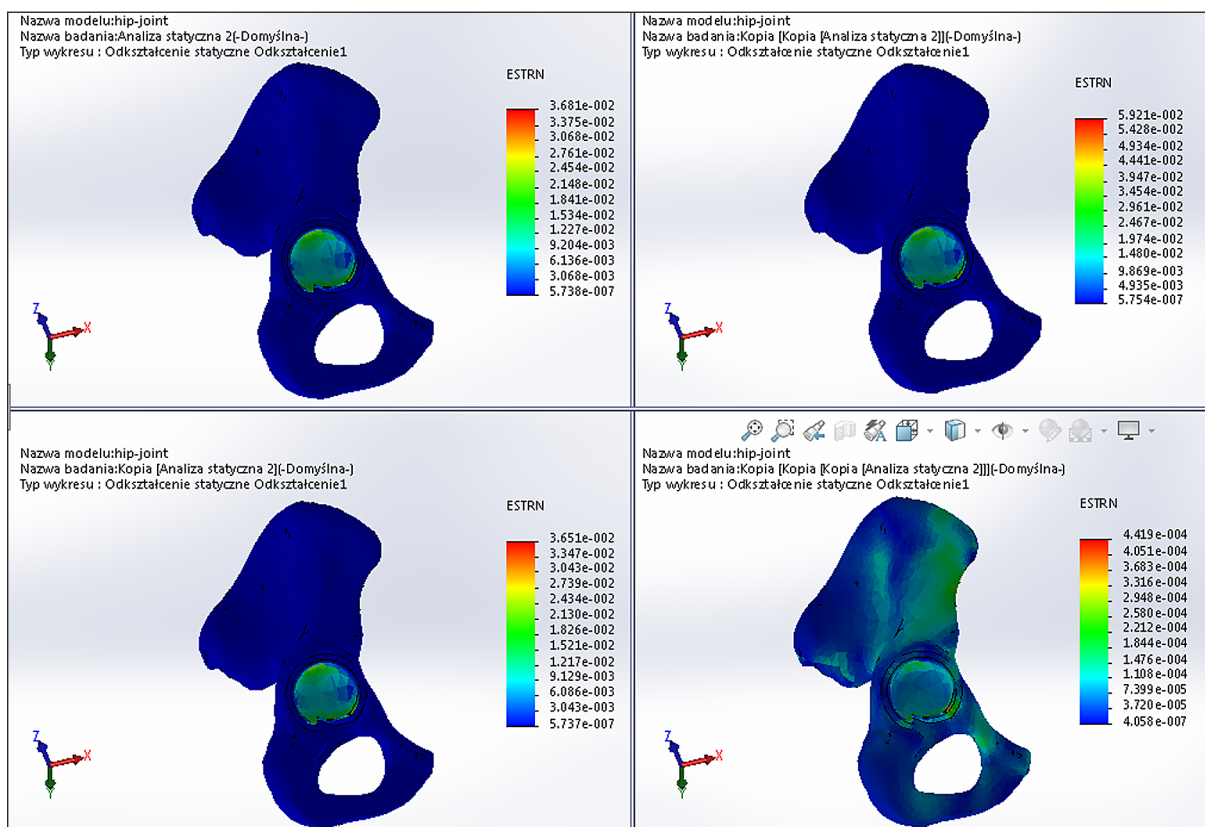 Nazwa modelu:hip-joint
Nazwa badania:Analiza statyczna 2(-Domyślna-)
Typ wykresu : Odkształcenie statyczne Odkształcenie1
ESTRN
3.681e-002
3.375e-002
3.068e-002
2.761e-002
2.454e-002
2.148e-002
1.841e-002
1.534e-002
1.227e-002
9.204e-003
6.136e-003
3.068e-003
5.738e-007
Z
X
Y
Nazwa modelu:hip-joint
Nazwa badania:Kopia [Kopia [Analiza statyczna 2]](-Domyślna-)
Typ wykresu : Odkształcenie statyczne Odkształcenie1
ESTRN
5.921e-002
5.428e-002
4.934e-002
4.441e-002
3.947e-002
3.454e-002
2.961e-002
2.467e-002
1.974e-002
1.480e-002
9.869e-003
4.935e-003
5.754e-007
Z
X
Y
Nazwa modelu:hip-joint
Nazwa badania:Kopia [Analiza statyczna 2](-Domyślna-)
Typ wykresu : Odkształcenie statyczne Odkształcenie1
ESTRN
3.651e-002
3.347e-002
3.043e-002
2.739e-002
2.434e-002
2.130e-002
1.826e-002
1.521e-002
1.217e-002
9.129e-003
6.086e-003
3.043e-003
5.737e-007
Z
X
Y
Nazwa modelu:hip-joint
Nazwa badania:Kopia [Kopia [Kopia [Analiza statyczna 2]]](-Domyślna-)
Typ wykresu : Odkształcenie statyczne Odkształcenie1
ESTRN
4.419e-004
4.051e-004
3.683e-004
3.316e-004
2.948e-004
2.580e-004
2.212e-004
1.844e-004
1.476e-004
1.108e-004
7.399e-005
3.720e-005
4.058e-007
Z
X
Y